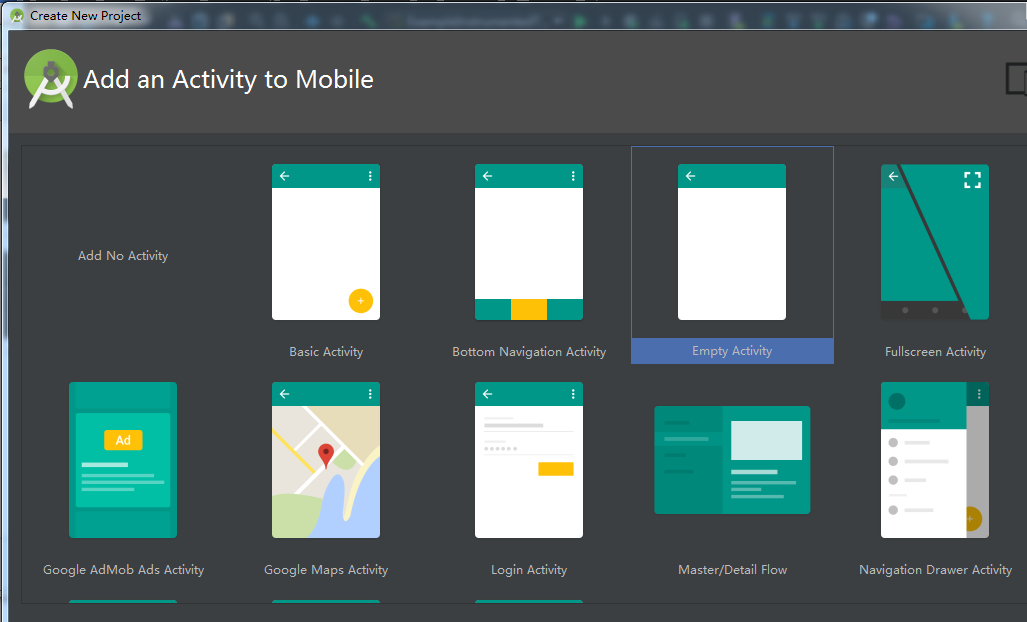 Create New Project
Add an Activity to Mobile
Add No Activity
Basic Activity
Bottom Navigation Activity
Empty Activity
Fullscreen Activity
Ad
Google AdMob Ads Activity
Google Maps Activity
Login Activity
Master/Detail Flow
Navigation Drawer Activity